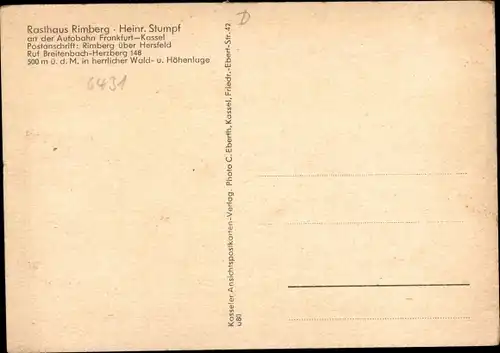 Rasthaus Rimberg · Heinr. Stumpf
an der Autobahn Frankfurt—Kassel
Postanschrift: Rimberg über Hersfeld
Ruf Breitenbach-Herzberg 148
500 m ü. d. M. in herrlicher Wald- u. Höhenlage
6431
D
Kasseler Ansichtspostkarten-Verlag. Photo C. Eberth, Kassel, Friedr.-Ebert-Str. 42